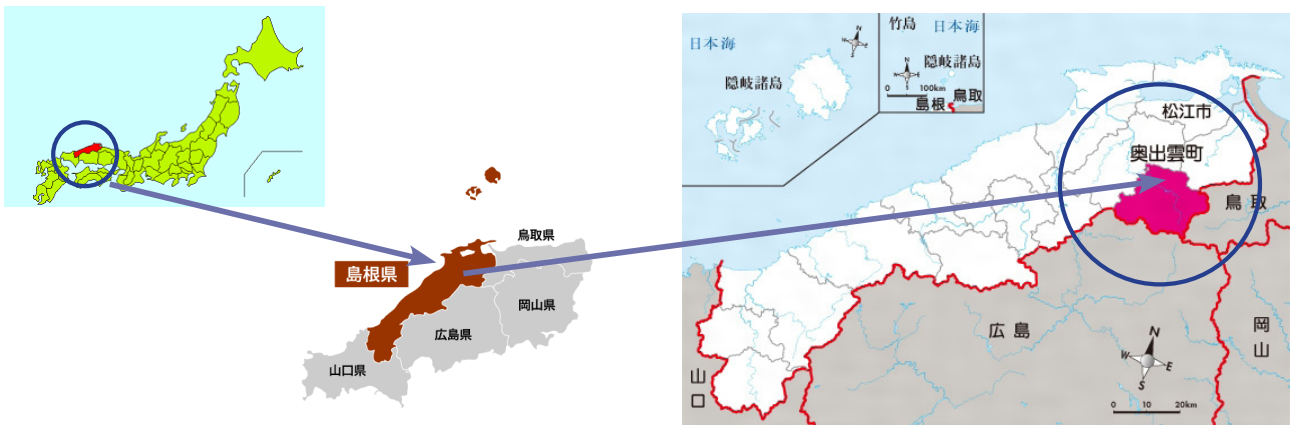 鳥取県
島根県
岡山県
広島県
山口県
日本海
N
W
E
S
隠岐諸島
竹島
日本海
N
W
E
S
隠岐諸島
0
100km
島根
鳥取
松江市
奥出雲町
鳥取
広島
岡山
山口
N
W
E
S
0
10
20km